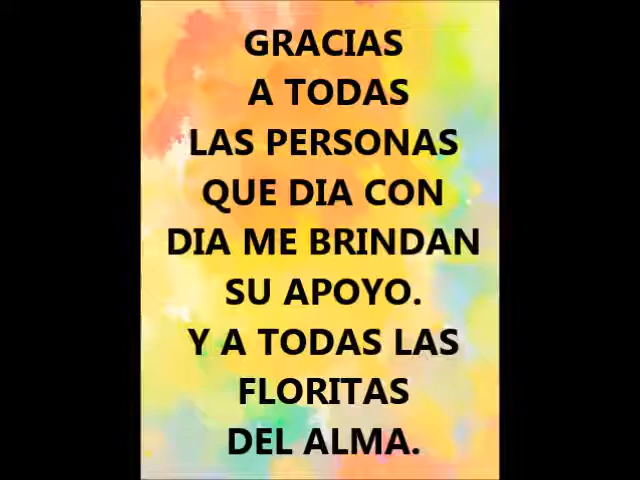 GRACIAS
A TODAS
LAS PERSONAS
QUE DIA CON
DIA ME BRINDAN
SU APOYO.
Y A TODAS LAS
FLORITAS
DEL ALMA.